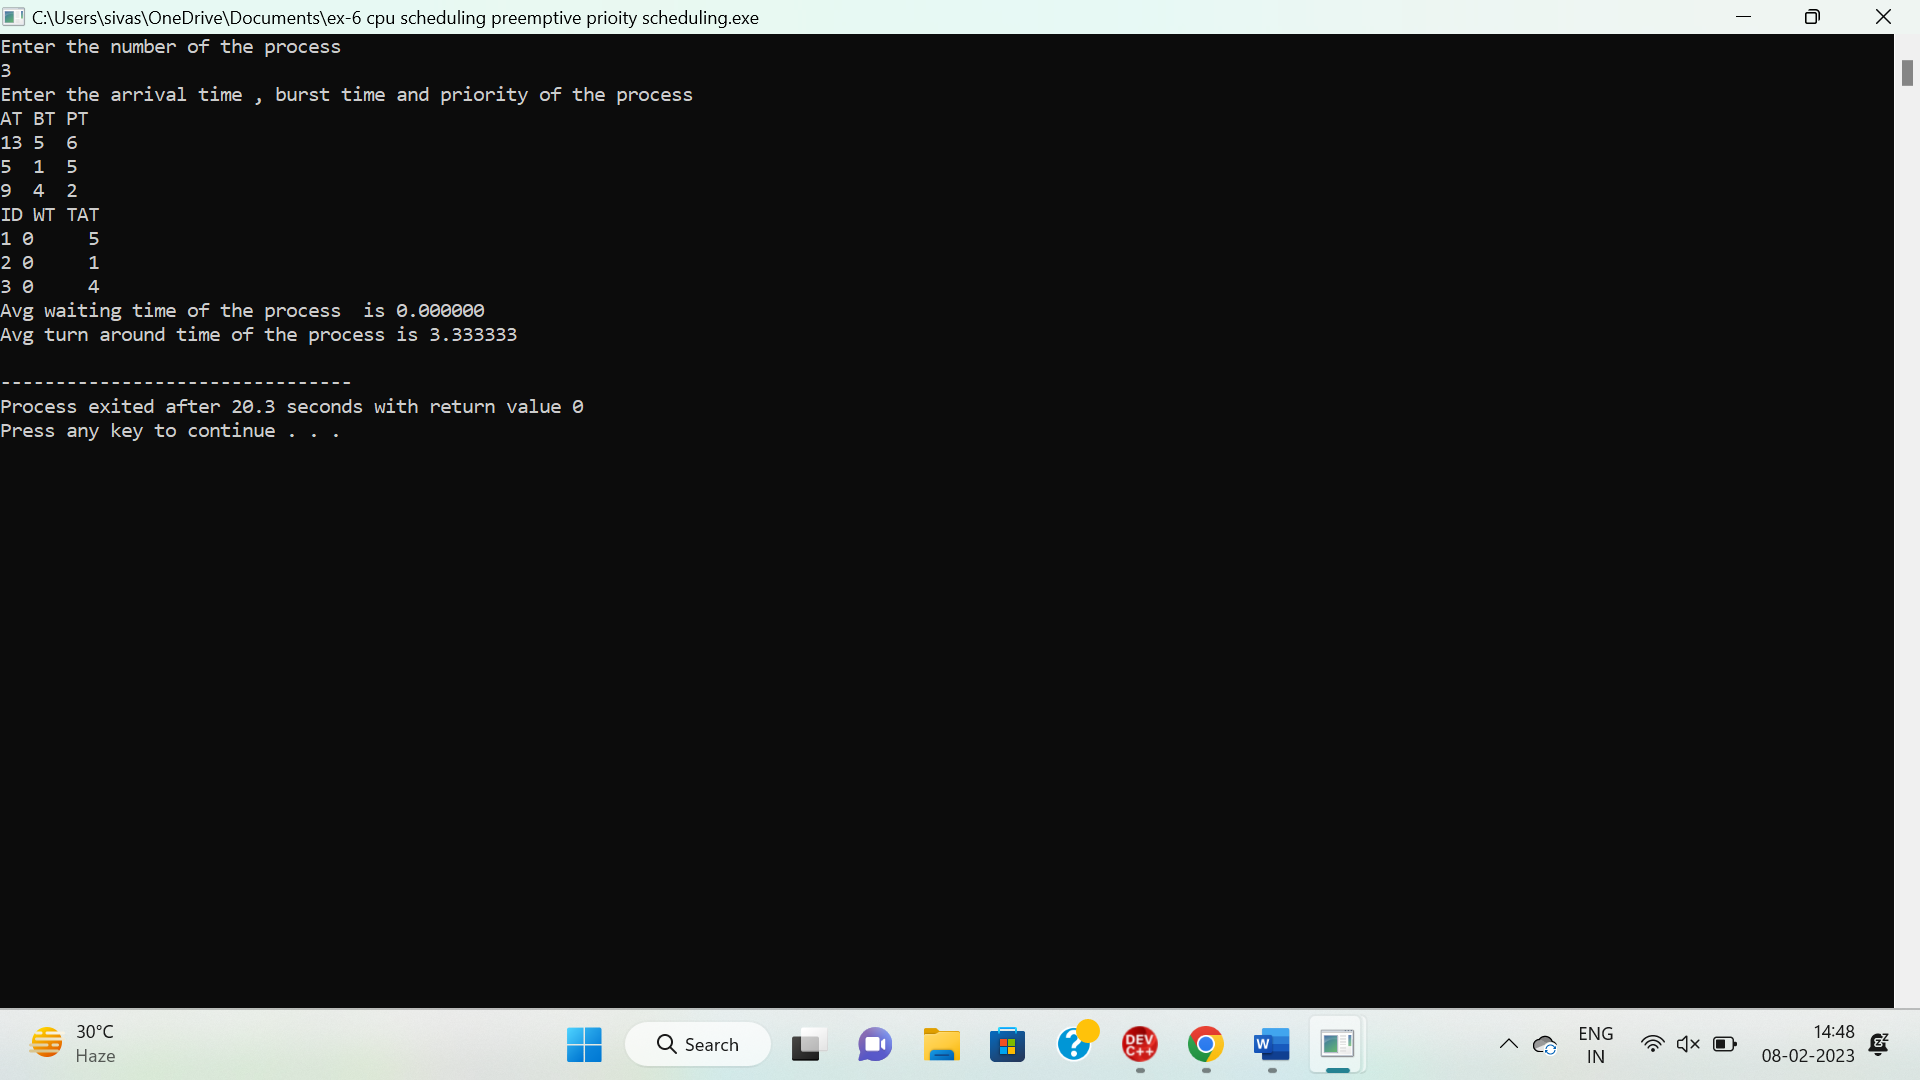 C:\Users\sivas\OneDrive\Documents\ex-6 cpu scheduling preemptive prioity scheduling.exe
Enter the number of the process
3
Enter the arrival time , burst time and priority of the process
AT BT PT
13 5  6
5  1  5
9  4  2
ID WT TAT
1 0     5
2 0     1
3 0     4
Avg waiting time of the process  is 0.000000
Avg turn around time of the process is 3.333333
--------------------------------
Process exited after 20.3 seconds with return value 0
Press any key to continue . . .
30°C
Haze
Search
DEV
C++
W
ENG
IN
14:48
08-02-2023